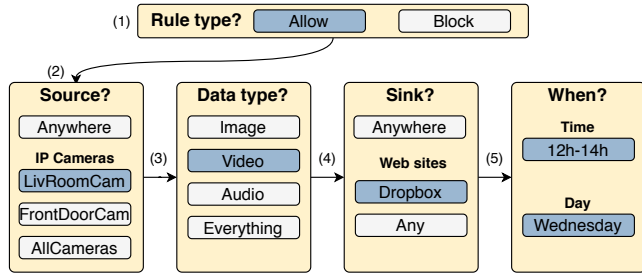 (1) Rule type? Allow Block
(2)
Source?
Anywhere
IP Cameras
LivRoomCam
FrontDoorCam
AllCameras
(3)
Data type?
Image
Video
Audio
Everything
(4)
Sink?
Anywhere
Web sites
Dropbox
Any
(5)
When?
Time
12h-14h
Day
Wednesday